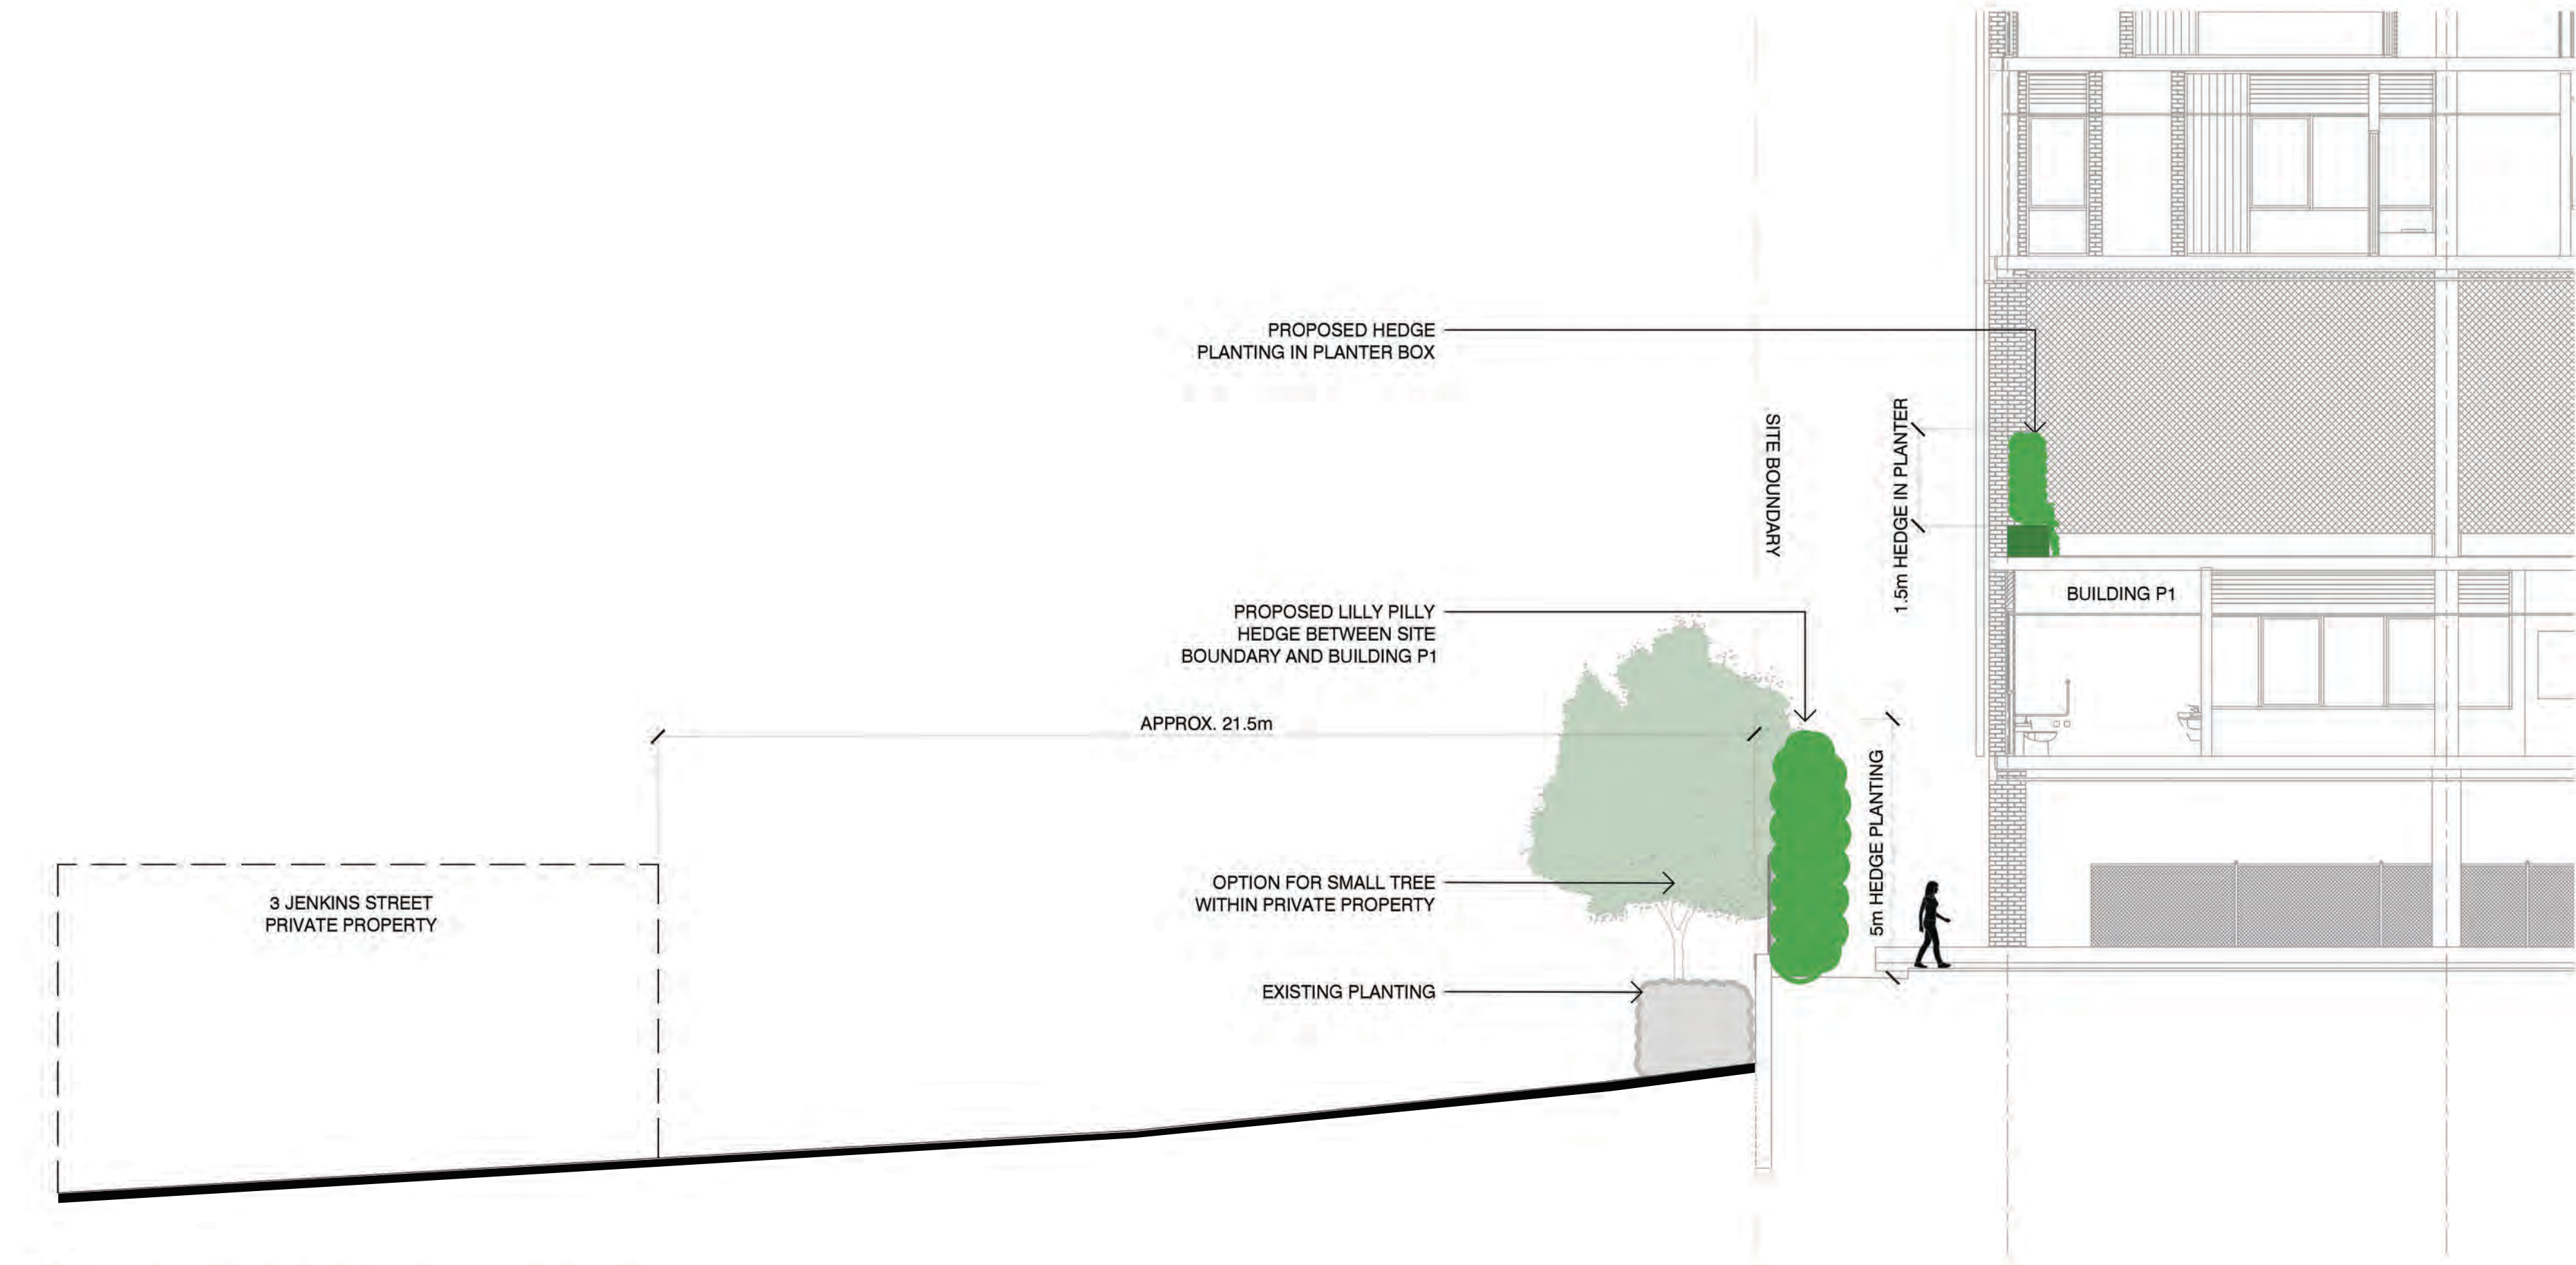 PROPOSED HEDGE
PLANTING IN PLANTER BOX
SITE BOUNDARY
1.5m HEDGE IN PLANTER
BUILDING P1
PROPOSED LILLY PILLY
HEDGE BETWEEN SITE
BOUNDARY AND BUILDING P1
APPROX. 21.5m
5m HEDGE PLANTING
3 JENKINS STREET
PRIVATE PROPERTY
OPTION FOR SMALL TREE
WITHIN PRIVATE PROPERTY
EXISTING PLANTING